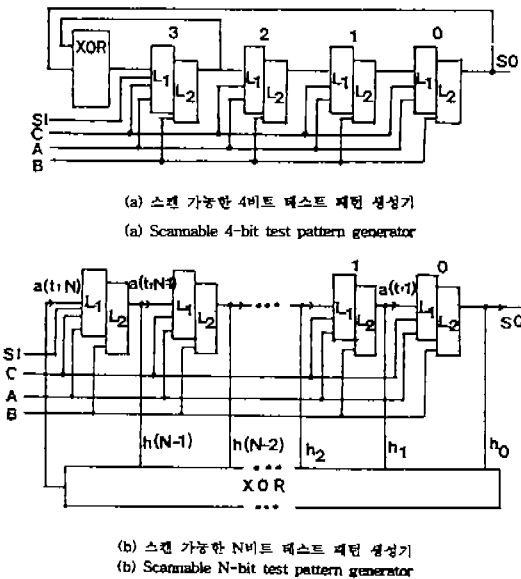 3 2 1 0
XOR
SO
L1 L2 L1 L2 L1 L2 L1 L2
SI
C
A
B
(a) 스캔 가능한 4비트 테스트 패턴 생성기
(a) Scannable 4-bit test pattern generator
1 0
a(t,N) a(t,N-1) a(t,1)
L1 L2 L1 L2 L1 L2 L1 L2
SO
SI
C
A
B
h(N-1) h(N-2) h2 h1 h0
XOR
(b) 스캔 가능한 N비트 테스트 패턴 생성기
(b) Scannable N-bit test pattern generator